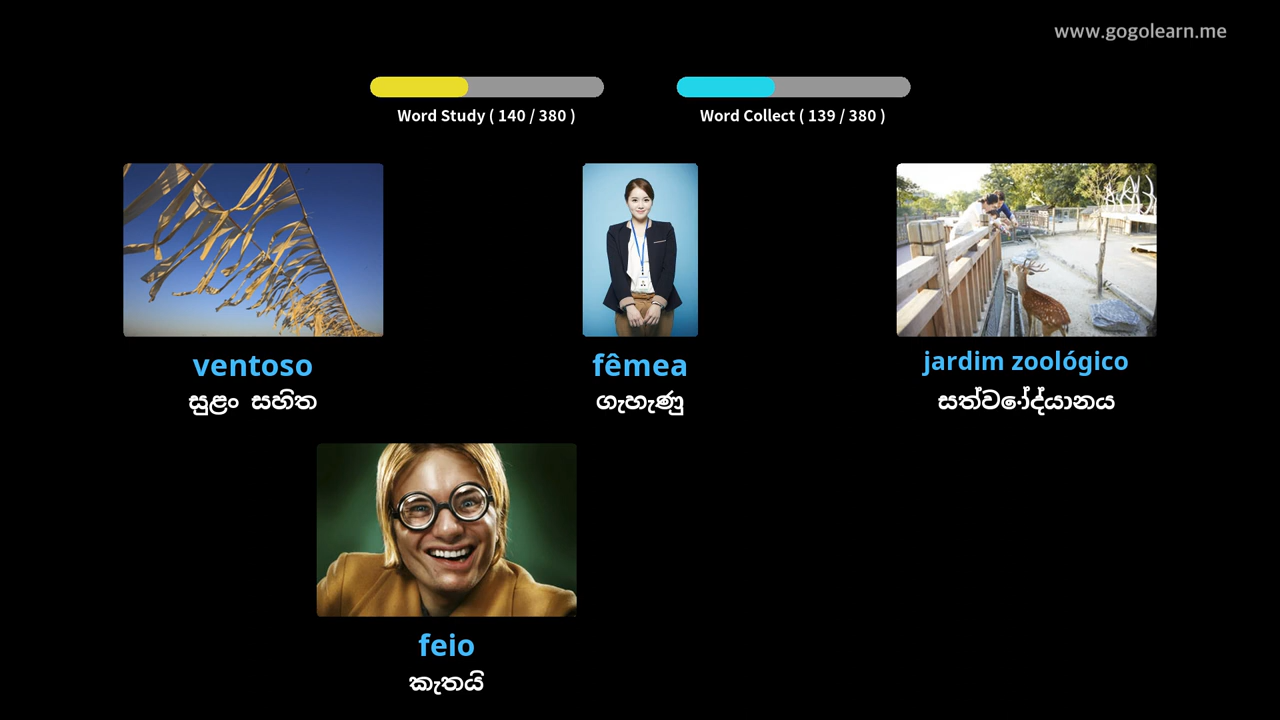 www.gogolearn.me
Word Study ( 140 / 380 )
Word Collect ( 139 / 380 )
ventoso
සුළං සහිත
fêmea
ගැහැණු
jardim zoológico
සත්වෝද්යානය
feio
කැතයි